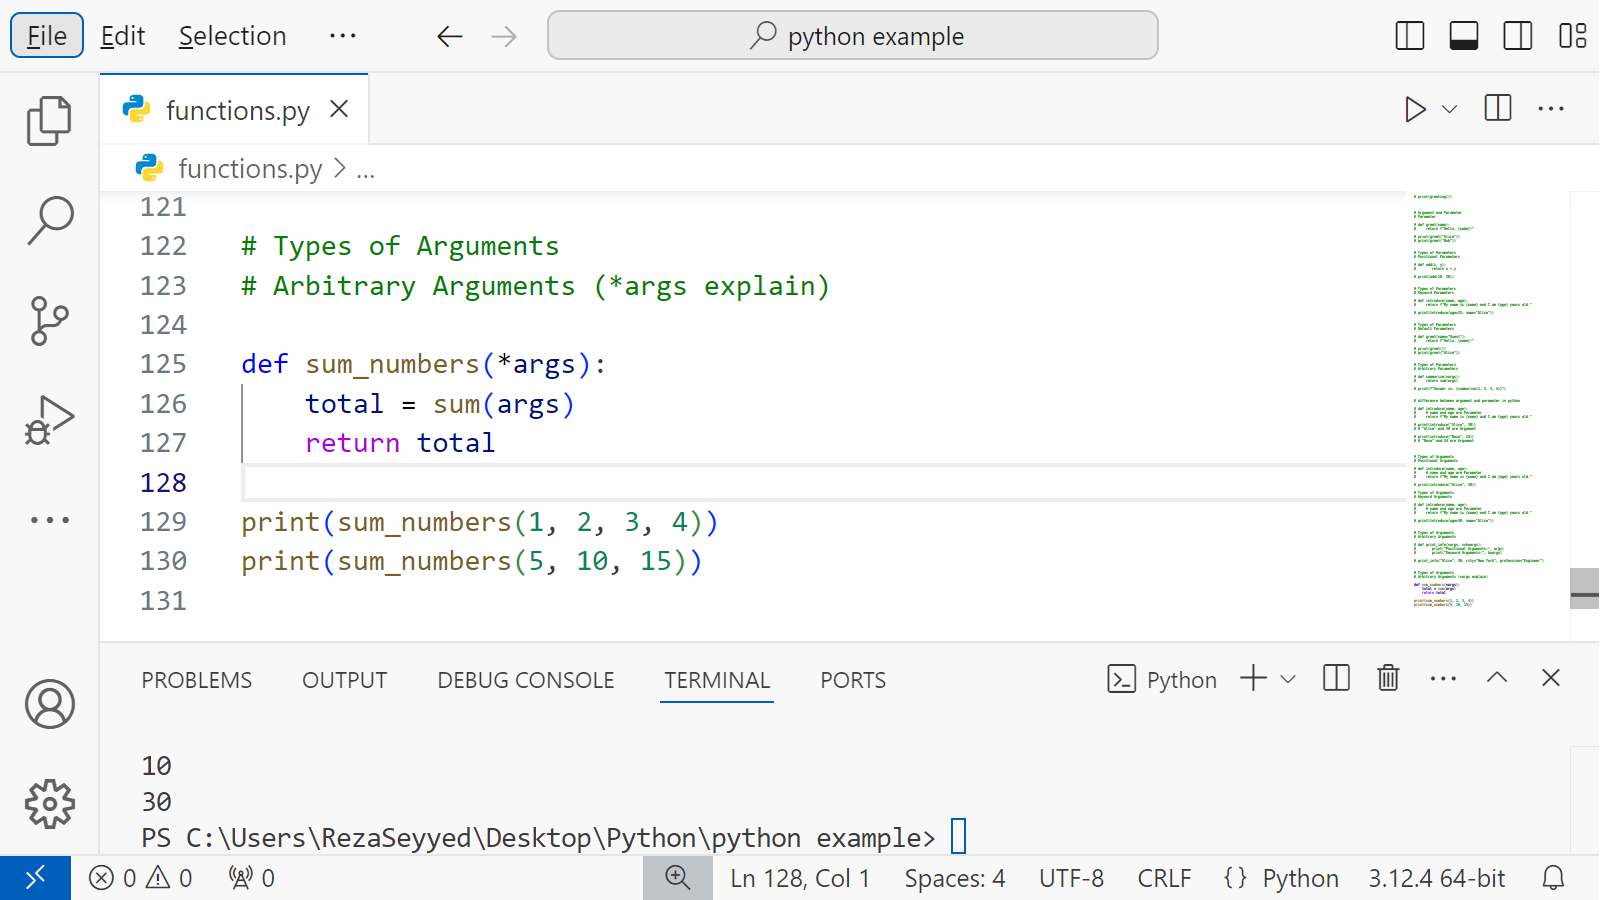 File Edit Selection ··· python example
functions.py
functions.py > ...
121
122 # Types of Arguments
123 # Arbitrary Arguments (*args explain)
124
125 def sum_numbers(*args):
126     total = sum(args)
127     return total
128
129 print(sum_numbers(1, 2, 3, 4))
130 print(sum_numbers(5, 10, 15))
131
PROBLEMS OUTPUT DEBUG CONSOLE TERMINAL PORTS Python
10
30
PS C:\Users\RezaSeyyed\Desktop\Python\python example>
0 0 0 Ln 128, Col 1 Spaces: 4 UTF-8 CRLF {} Python 3.12.4 64-bit